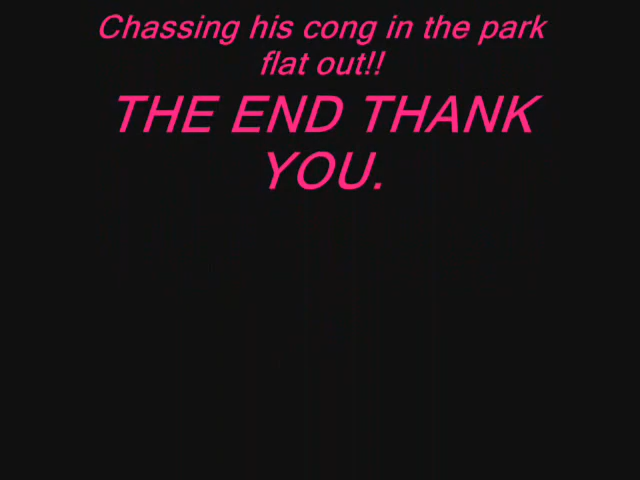 Chassing his cong in the park
flat out!!
THE END THANK
YOU.